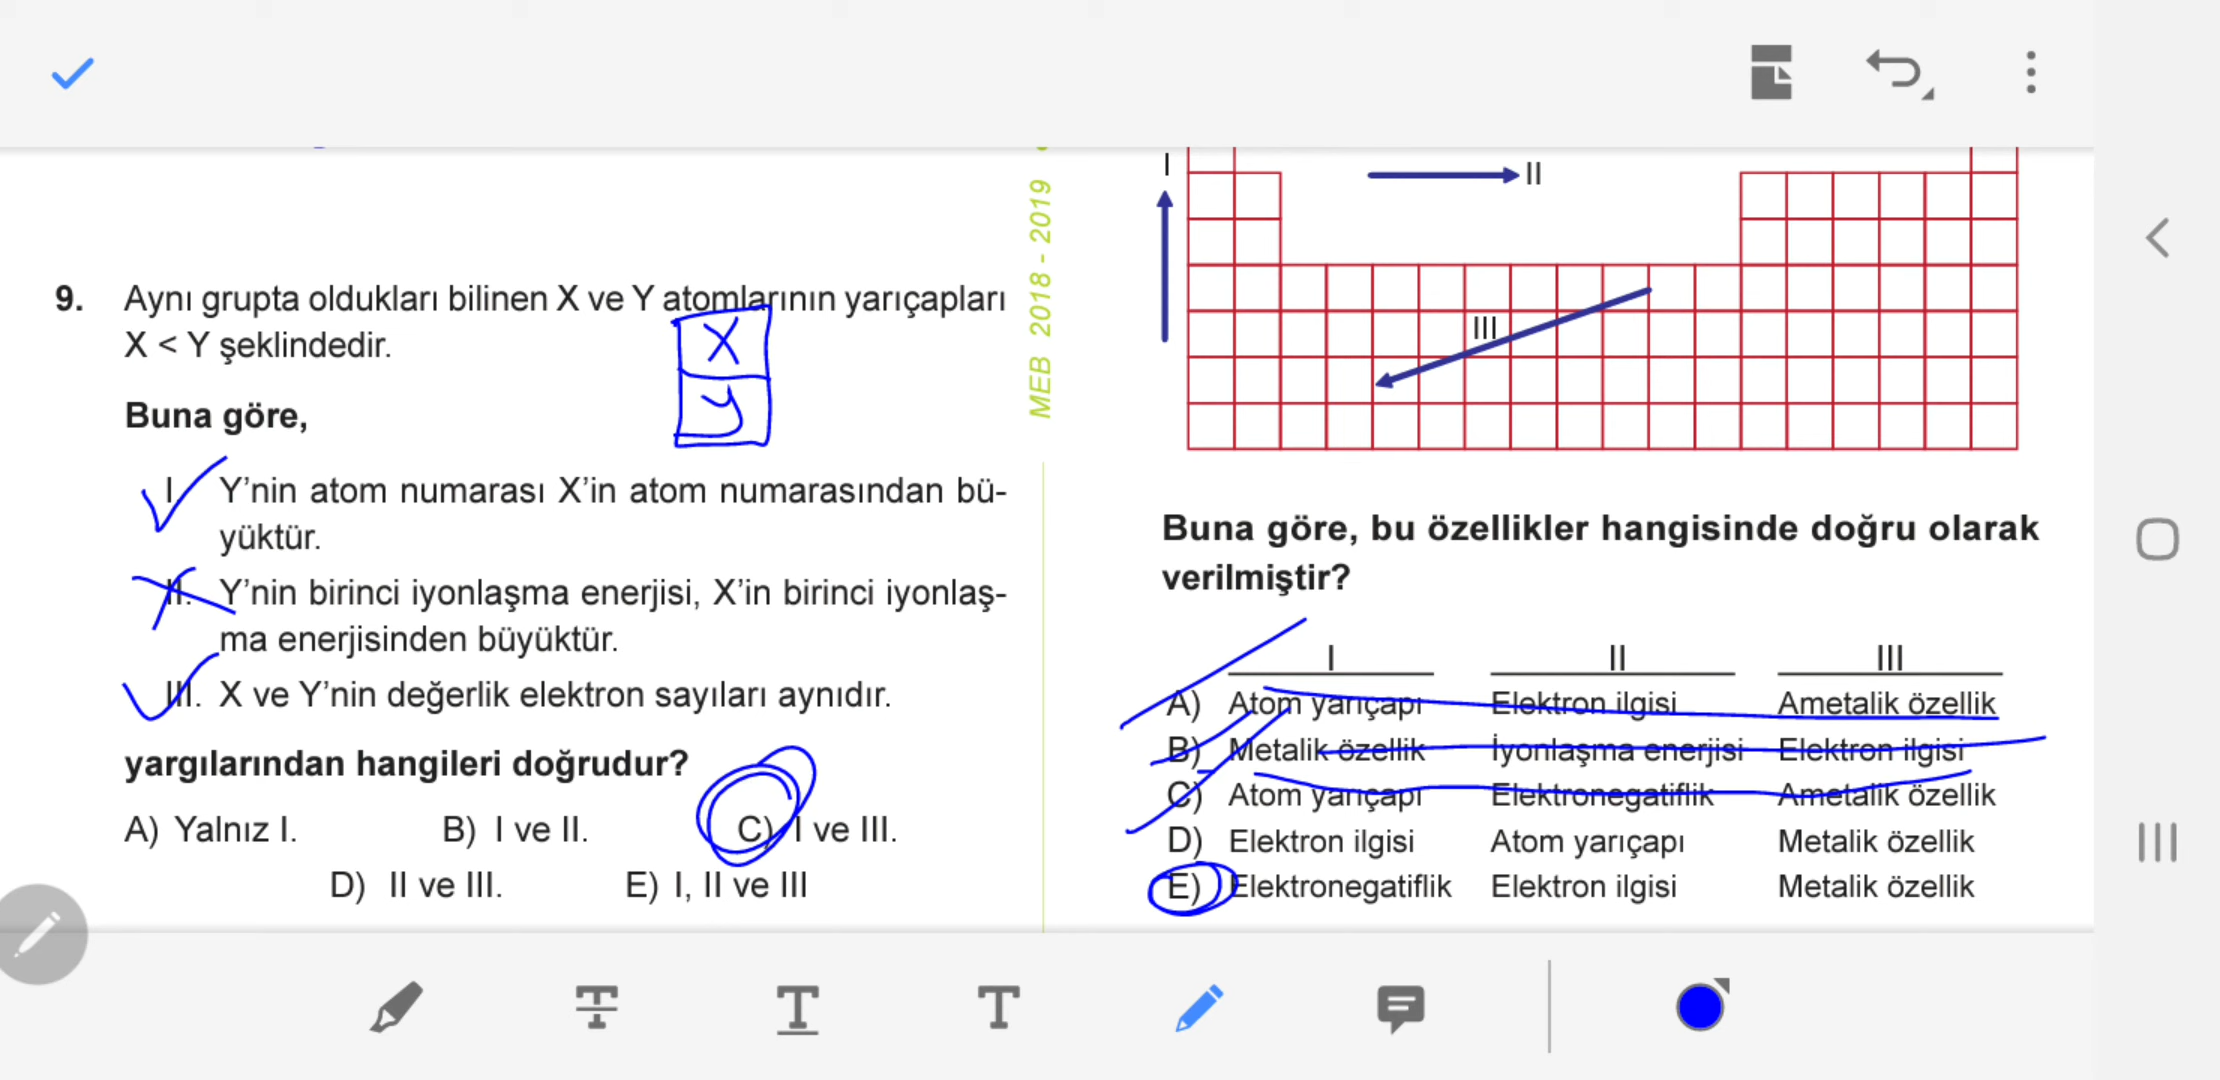 9. Aynı grupta oldukları bilinen X ve Y atomlarının yarıçapları
X < Y şeklindedir.
X
Y
Buna göre,
I. Y’nin atom numarası X’in atom numarasından bü-
yüktür.
II. Y’nin birinci iyonlaşma enerjisi, X’in birinci iyonlaş-
ma enerjisinden büyüktür.
III. X ve Y’nin değerlik elektron sayıları aynıdır.
yargılarından hangileri doğrudur?
A) Yalnız I. B) I ve II. C) I ve III.
D) II ve III. E) I, II ve III
MEB 2018 - 2019
I
II
III
Buna göre, bu özellikler hangisinde doğru olarak
verilmiştir?
I II III
A) Atom yarıçapı Elektron ilgisi Ametalik özellik
B) Metalik özellik İyonlaşma enerjisi Elektron ilgisi
C) Atom yarıçapı Elektronegatiflik Ametalik özellik
D) Elektron ilgisi Atom yarıçapı Metalik özellik
E) Elektronegatiflik Elektron ilgisi Metalik özellik